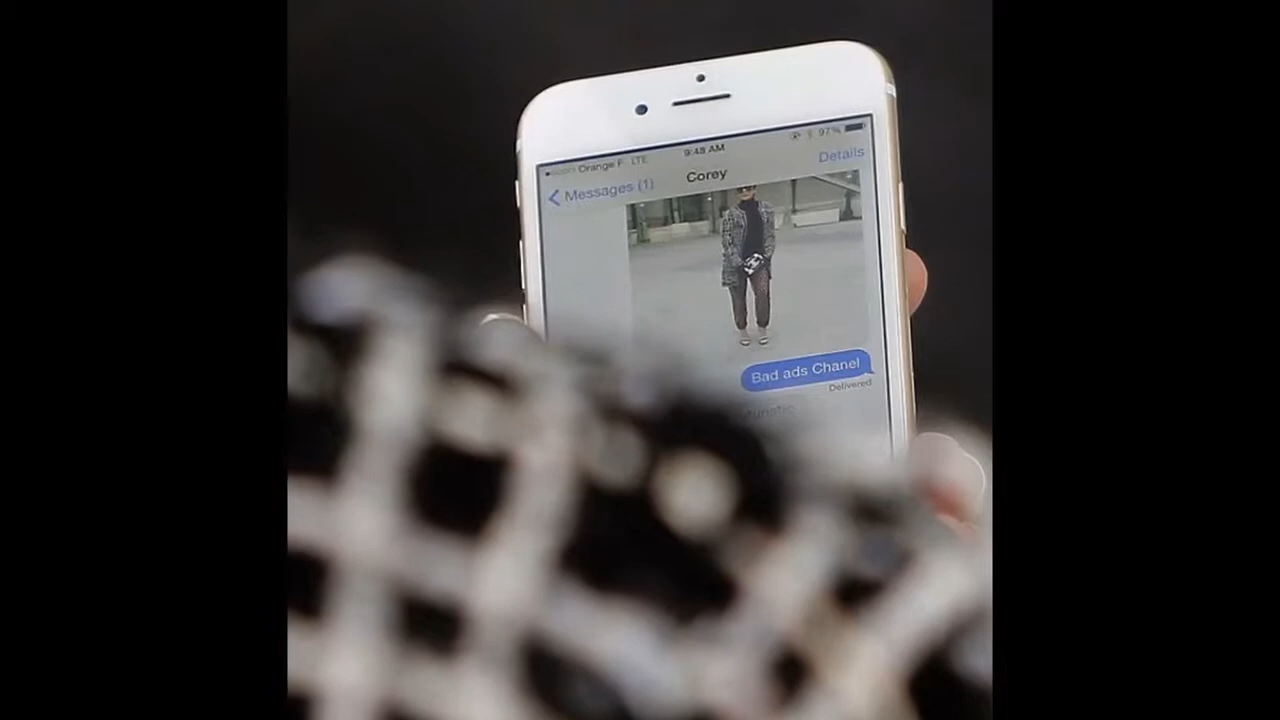 Orange F LTE 9:48 AM 97%
Messages (1) Corey Details
Bad ads Chanel
Delivered